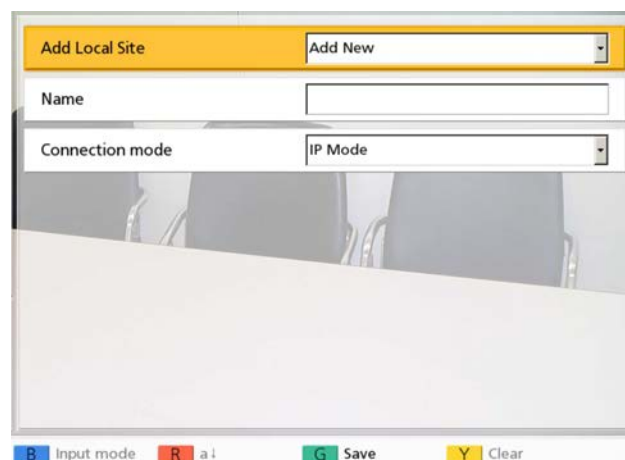 Add Local Site Add New
Name
Connection mode IP Mode
B Input mode R a↓ G Save Y Clear